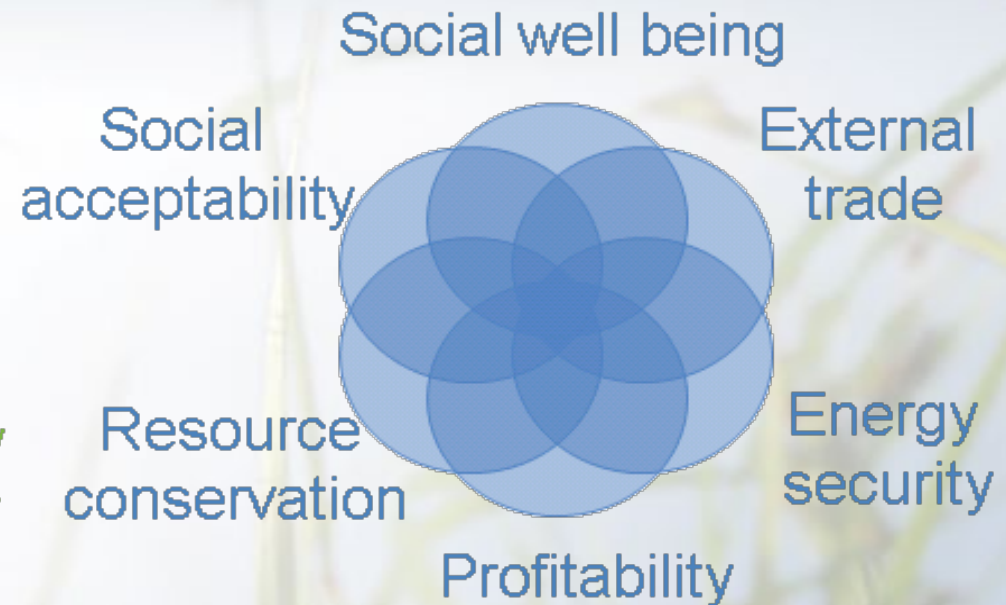 Social well being
Social
acceptability
External
trade
Resource
conservation
Energy
security
Profitability